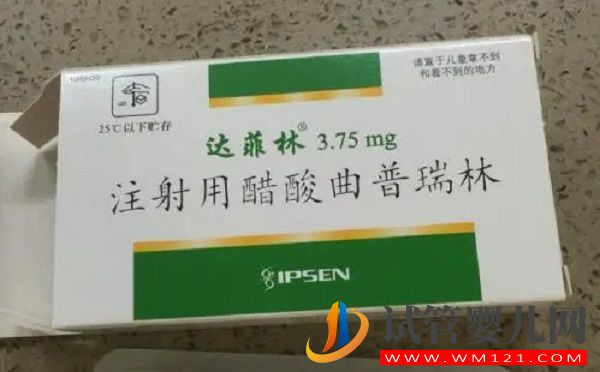 请置于儿童拿不到
和看不到的地方
25℃以下贮存
达菲林® 3.75 mg
注射用醋酸曲普瑞林
IPSEN
试管婴儿网
WWW.WM121.COM